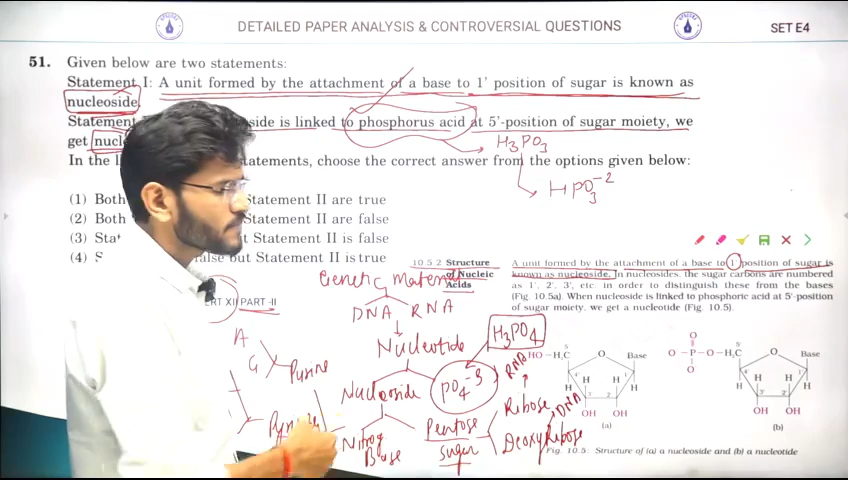 DETAILED PAPER ANALYSIS & CONTROVERSIAL QUESTIONS
SET E4
51. Given below are two statements:
Statement I: A unit formed by the attachment of a base to 1' position of sugar is known as
nucleoside.
Statement side is linked to phosphorus acid at 5'-position of sugar moiety, we
get nucl
H3PO3
In the l statements, choose the correct answer from the options given below:
HPO3-2
(1) Both Statement II are true
(2) Both Statement II are false
(3) Stat t Statement II is false
(4) S false but Statement II is true
10.5.2 Structure
of Nucleic
Acids
A unit formed by the attachment of a base to 1' position of sugar is
known as nucleoside. In nucleosides, the sugar carbons are numbered
as 1', 2', 3', etc. in order to distinguish these from the bases
(Fig. 10.5a). When nucleoside is linked to phosphoric acid at 5'-position
of sugar moiety, we get a nucleotide (Fig. 10.5).
ERT XII PART -II
Genetic Material
DNA RNA
H3PO4
Nucleotide
A
G
Purine
Nucleoside PO4-3
RNA
Ribose
DNA
Pentose
Sugar
DeoxyRibose
Nitrog
Base
HO-H2C 5' O Base
H H
H H
OH OH
(a)
O
O-P-O-H2C 5' O Base
O
H H
H H
OH OH
(b)
Fig. 10.5: Structure of (a) a nucleoside and (b) a nucleotide